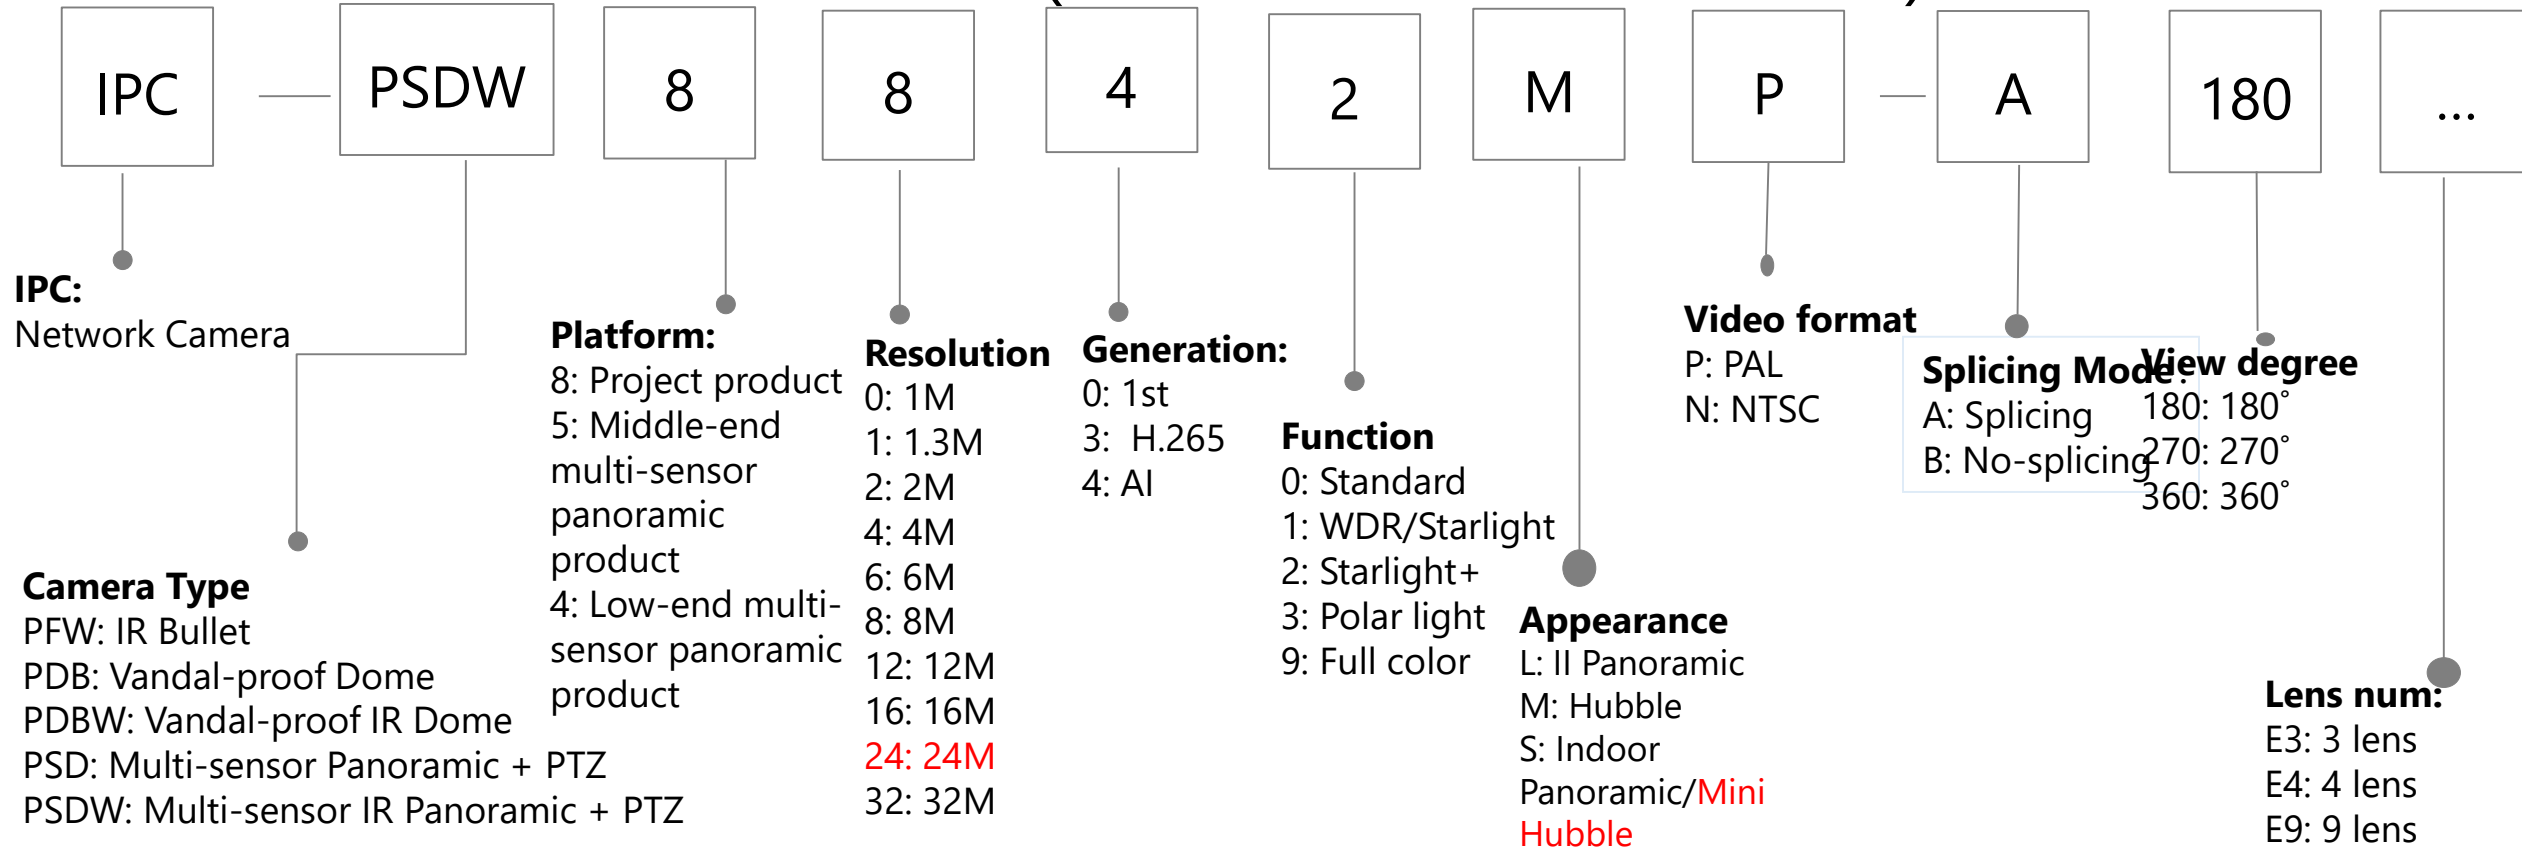 IPC
PSDW
8
8
4
2
M
P
A
180
...
IPC:
Network Camera
Camera Type
PFW: IR Bullet
PDB: Vandal-proof Dome
PDBW: Vandal-proof IR Dome
PSD: Multi-sensor Panoramic + PTZ
PSDW: Multi-sensor IR Panoramic + PTZ
Platform:
8: Project product
5: Middle-end
multi-sensor
panoramic
product
4: Low-end multi-
sensor panoramic
product
Resolution
0: 1M
1: 1.3M
2: 2M
4: 4M
6: 6M
8: 8M
12: 12M
16: 16M
24: 24M
32: 32M
Generation:
0: 1st
3:  H.265
4: AI
Function
0: Standard
1: WDR/Starlight
2: Starlight+
3: Polar light
9: Full color
Appearance
L: II Panoramic
M: Hubble
S: Indoor
Panoramic/Mini
Hubble
Video format
P: PAL
N: NTSC
Splicing Mode:
A: Splicing
B: No-splicing
View degree
180: 180°
270: 270°
360: 360°
Lens num:
E3: 3 lens
E4: 4 lens
E9: 9 lens